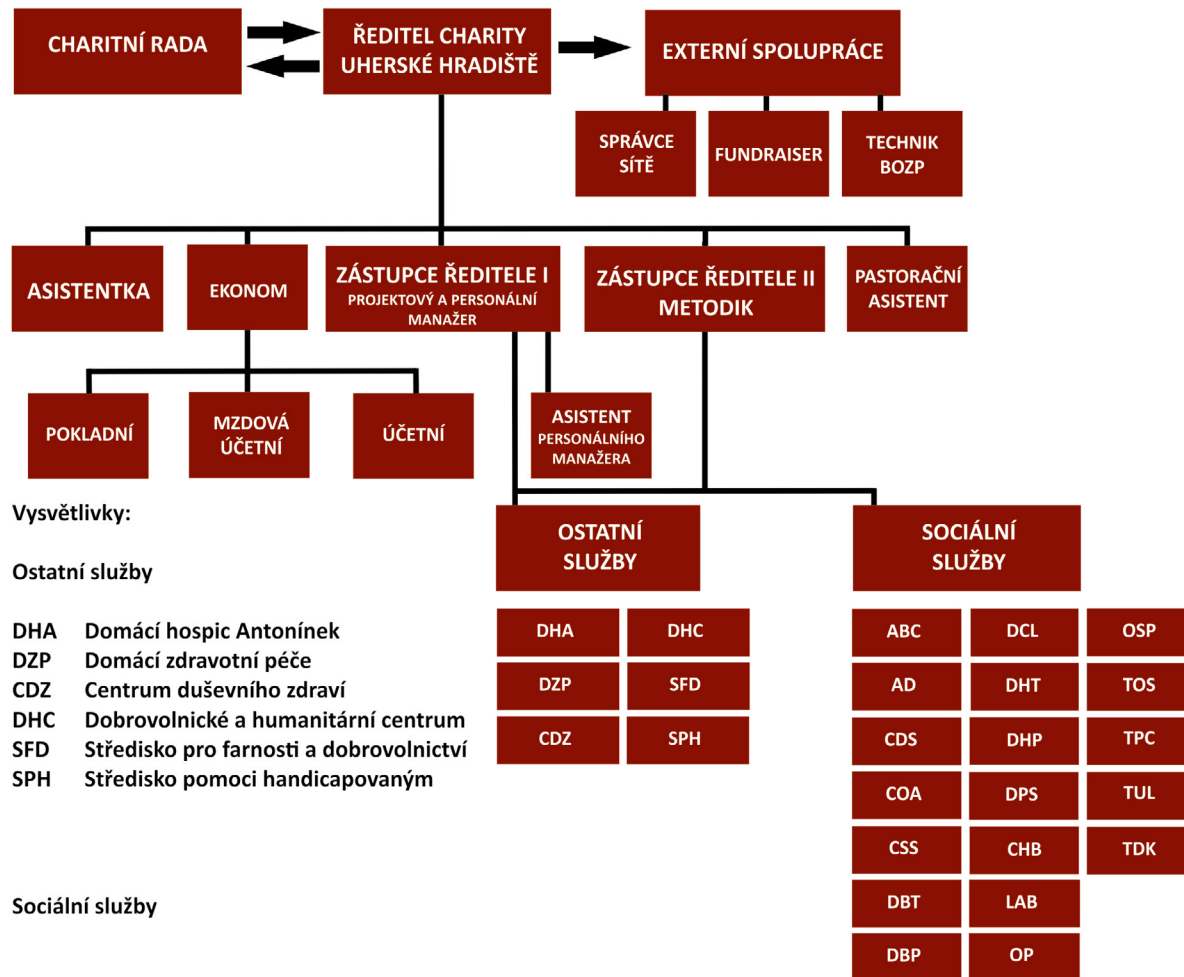 CHARITNÍ RADA
ŘEDITEL CHARITY
UHERSKÉ HRADIŠTĚ
EXTERNÍ SPOLUPRÁCE
SPRÁVCE
SÍTĚ
FUNDRAISER
TECHNIK
BOZP
ASISTENTKA
EKONOM
ZÁSTUPCE ŘEDITELE I
PROJEKTOVÝ A PERSONÁLNÍ
MANAŽER
ZÁSTUPCE ŘEDITELE II
METODIK
PASTORAČNÍ
ASISTENT
POKLADNÍ
MZDOVÁ
ÚČETNÍ
ÚČETNÍ
ASISTENT
PERSONÁLNÍHO
MANAŽERA
Vysvětlivky:
Ostatní služby
DHA Domácí hospic Antonínek
DZP Domácí zdravotní péče
CDZ Centrum duševního zdraví
DHC Dobrovolnické a humanitární centrum
SFD Středisko pro farnosti a dobrovolnictví
SPH Středisko pomoci handicapovaným
Sociální služby
OSTATNÍ
SLUŽBY
DHA DHC
DZP SFD
CDZ SPH
SOCIÁLNÍ
SLUŽBY
ABC DCL OSP
AD DHT TOS
CDS DHP TPC
COA DPS TUL
CSS CHB TDK
DBT LAB
DBP OP